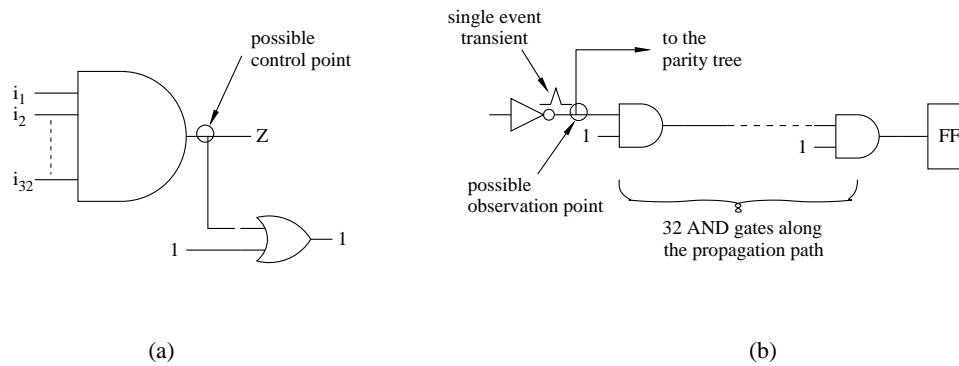 possible
control point
i1
i2
i32
Z
1
1
(a)
single event
transient
to the
parity tree
1
1
FF
possible
observation point
32 AND gates along
the propagation path
(b)